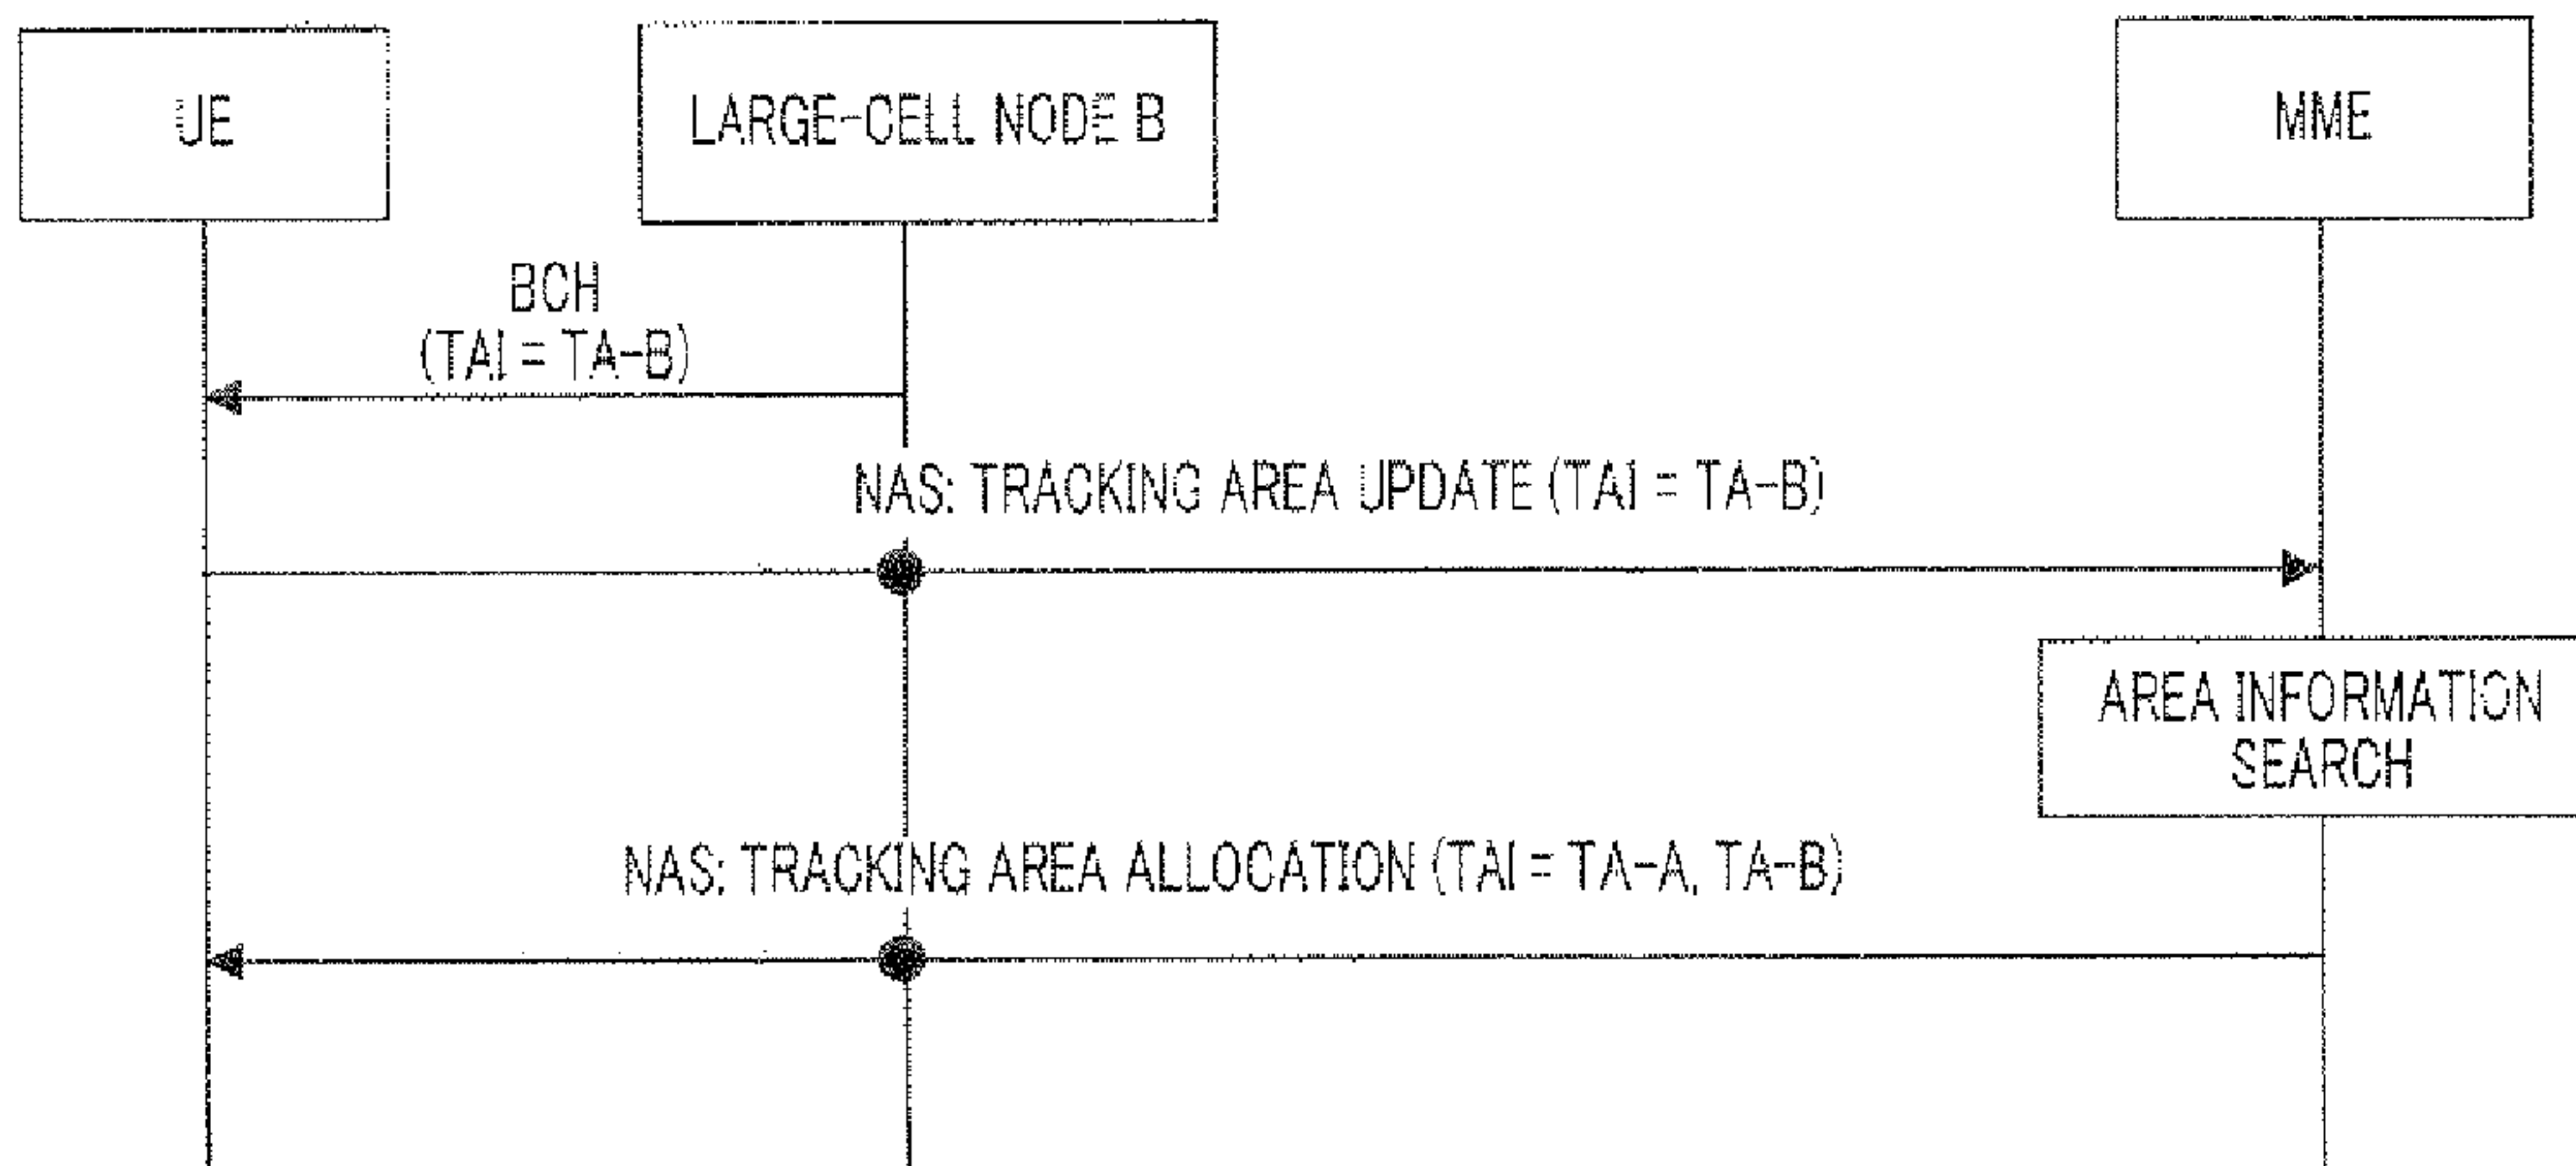 UE
LARGE-CELL NODE B
MME
BCH
(TAI = TA-B)
NAS: TRACKING AREA UPDATE (TAI = TA-B)
AREA INFORMATION
SEARCH
NAS: TRACKING AREA ALLOCATION (TAI = TA-A, TA-B)